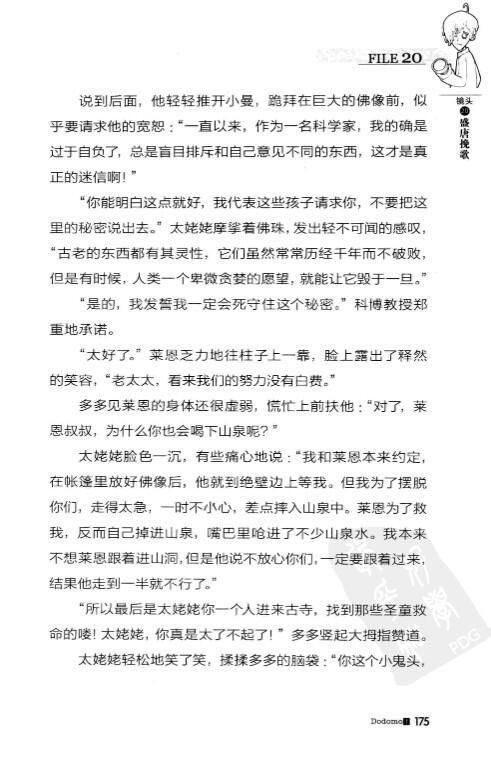 FILE 20
镜头
20
盛唐挽歌
说到后面，他轻轻推开小曼，跪拜在巨大的佛像前，似
乎要请求他的宽恕：“一直以来，作为一名科学家，我的确是
过于自负了，总是盲目排斥和自己意见不同的东西，这才是真
正的迷信啊！”
“你能明白这点就好，我代表这些孩子请求你，不要把这
里的秘密说出去。”太姥姥摩挲着佛珠，发出轻不可闻的感叹，
“古老的东西都有其灵性，它们虽然常常历经千年而不破败，
但是有时候，人类一个卑微贪婪的愿望，就能让它毁于一旦。”
“是的，我发誓我一定会死守住这个秘密。”科博教授郑
重地承诺。
“太好了。”莱恩乏力地往柱子上一靠，脸上露出了释然
的笑容，“老太太，看来我们的努力没有白费。”
多多见莱恩的身体还很虚弱，慌忙上前扶他：“对了，莱
恩叔叔，为什么你也会喝下山泉呢？”
太姥姥脸色一沉，有些痛心地说：“我和莱恩本来约定，
在帐篷里放好佛像后，他就到绝壁边上等我。但我为了摆脱
你们，走得太急，一时不小心，差点摔入山泉中。莱恩为了救
我，反而自己掉进山泉，嘴巴里呛进了不少山泉水。我本来
不想莱恩跟着进山洞，但是他说不放心你们，一定要跟着过来，
结果他走到一半就不行了。”
“所以最后是太姥姥你一个人进来古寺，找到那些圣童救
命的喽！太姥姥，你真是太了不起了！”多多竖起大拇指赞道。
太姥姥轻松地笑了笑，揉揉多多的脑袋：“你这个小鬼头，
PDG
Dodomo 175